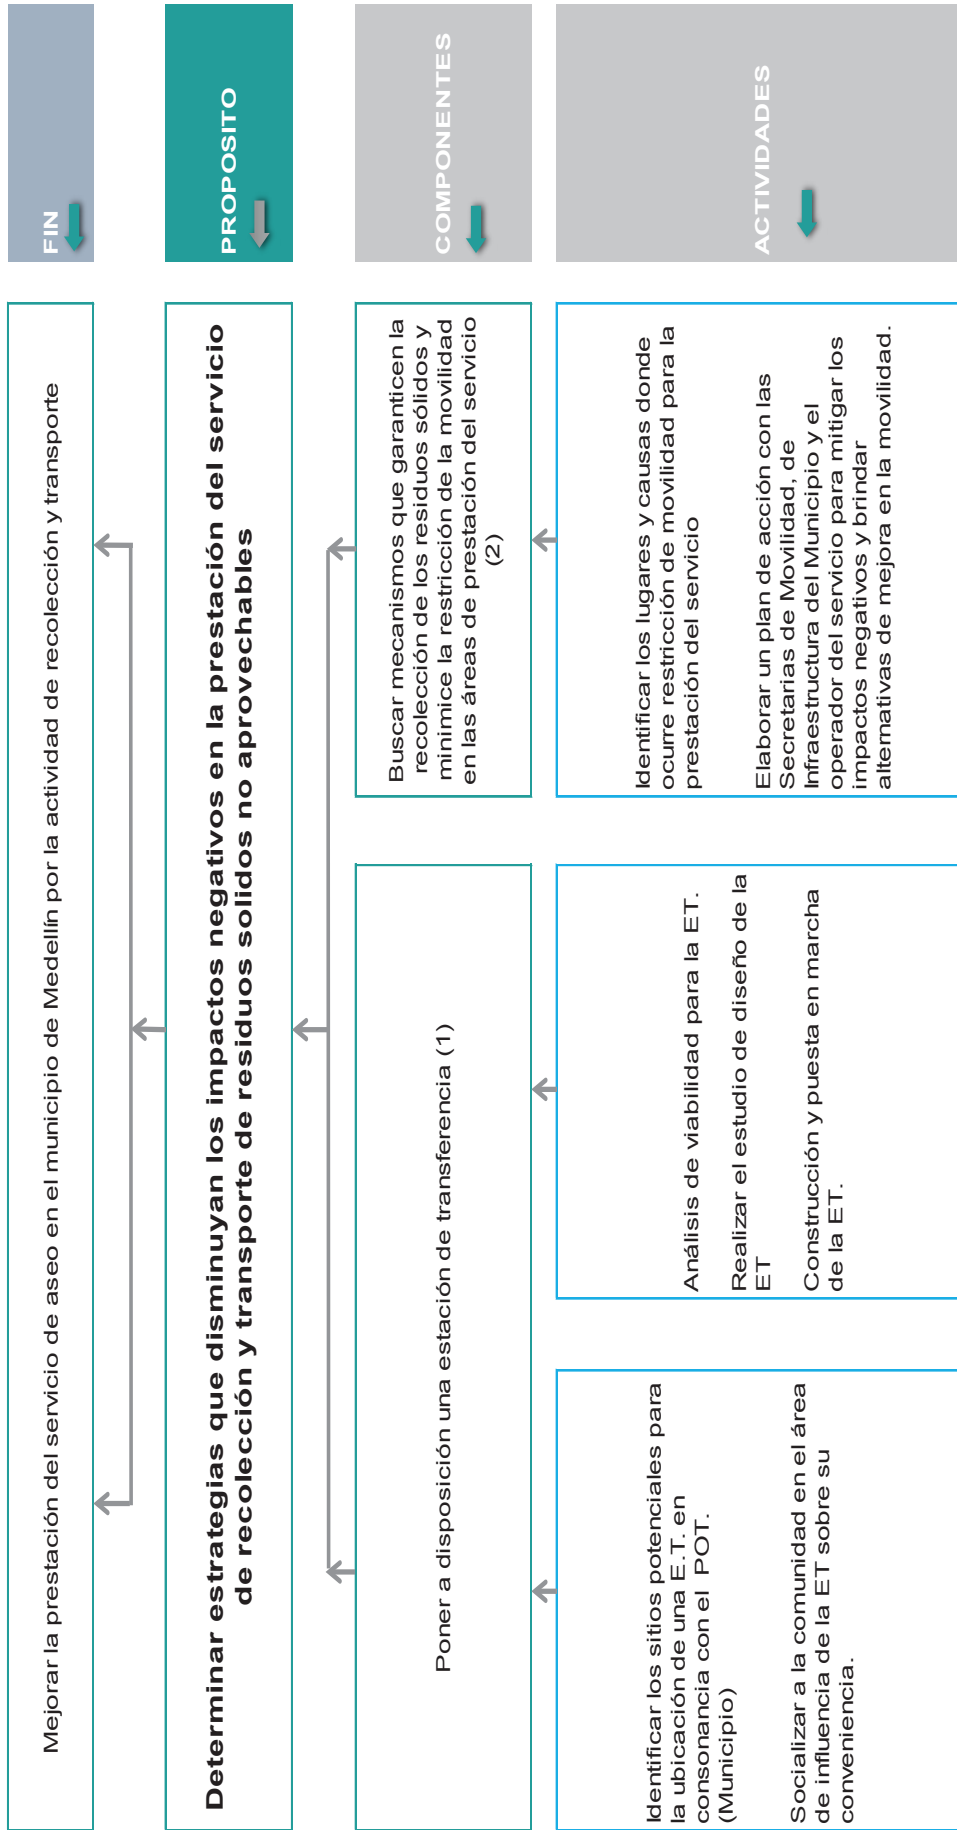 Mejorar la prestación del servicio de aseo en el municipio de Medellín por la actividad de recolección y transporte
FIN
Determinar estrategias que disminuyan los impactos negativos en la prestación del servicio
de recolección y transporte de residuos solidos no aprovechables
PROPOSITO
Poner a disposición una estación de transferencia (1)
Buscar mecanismos que garanticen la
recolección de los residuos sólidos y
minimice la restricción de la movilidad
en las áreas de prestación del servicio
(2)
COMPONENTES
Identificar los sitios potenciales para
la ubicación de una E.T. en
consonancia con el POT.
(Municipio)
Socializar a la comunidad en el área
de influencia de la ET sobre su
conveniencia.
Análisis de viabilidad para la ET.
Realizar el estudio de diseño de la
ET
Construcción y puesta en marcha
de la ET.
Identificar los lugares y causas donde
ocurre restricción de movilidad para la
prestación del servicio
Elaborar un plan de acción con las
Secretarias de Movilidad, de
Infraestructura del Municipio y el
operador del servicio para mitigar los
impactos negativos y brindar
alternativas de mejora en la movilidad.
ACTIVIDADES